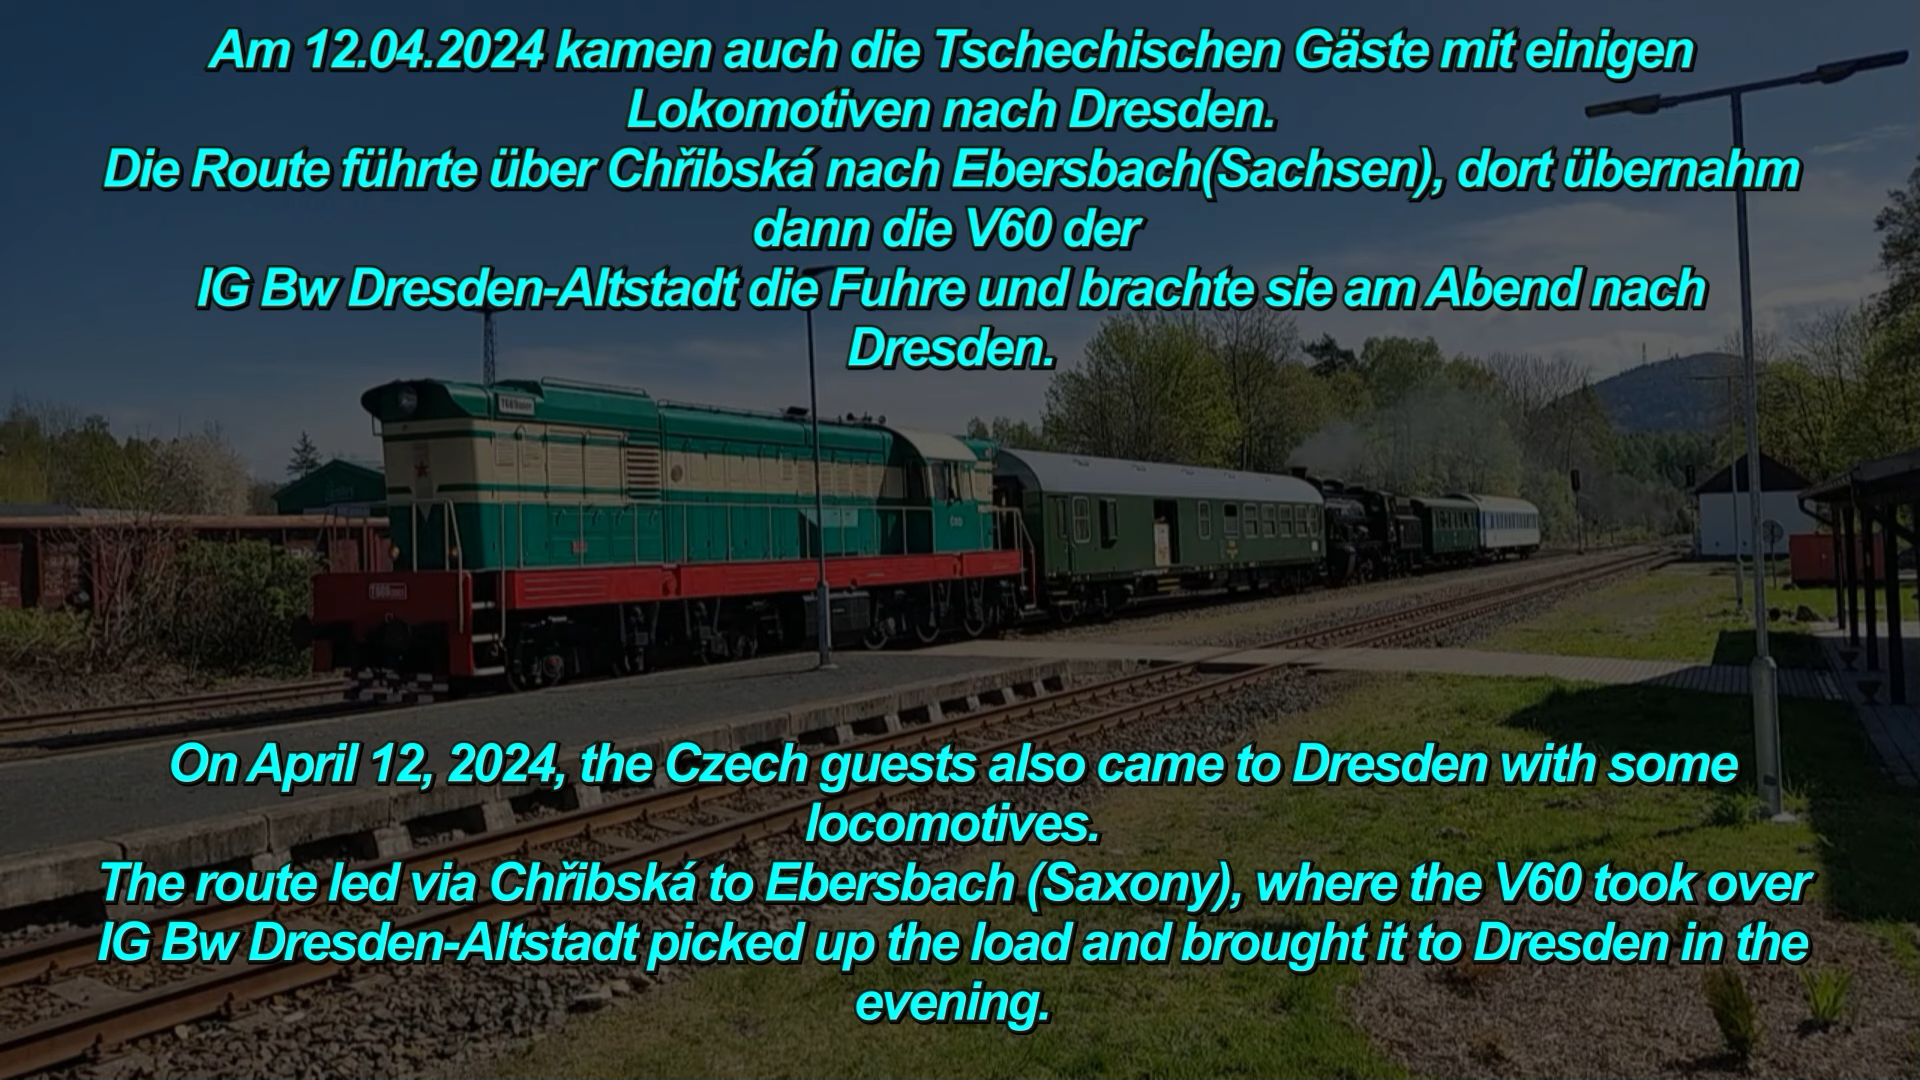 Am 12.04.2024 kamen auch die Tschechischen Gäste mit einigen
Lokomotiven nach Dresden.
Die Route führte über Chřibská nach Ebersbach(Sachsen), dort übernahm
dann die V60 der
IG Bw Dresden-Altstadt die Fuhre und brachte sie am Abend nach
Dresden.
On April 12, 2024, the Czech guests also came to Dresden with some
locomotives.
The route led via Chřibská to Ebersbach (Saxony), where the V60 took over
IG Bw Dresden-Altstadt picked up the load and brought it to Dresden in the
evening.